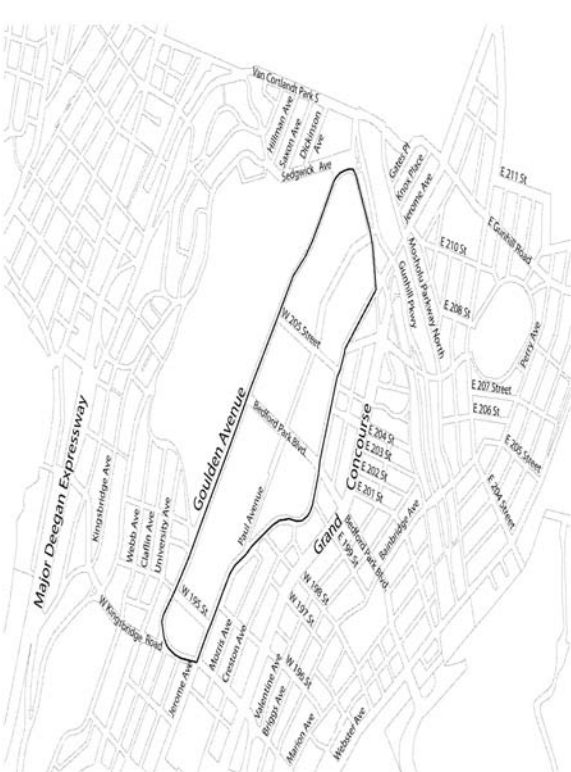 Van Cortlandt Park S
Hillman Ave
Saxon Ave
Dickinson
Ave
Sedgwick Ave
Gates Pl
Knox Place
Jerome Ave
E 211 St
E Gunhill Road
E 210 St
Mosholu Parkway North
Gunhill Pkwy
E 208 St
Perry Ave
W 205 Street
E 207 Street
E 206 St
E 205 Street
E 204 Street
Goulden Avenue
Bedford Park Blvd.
Concourse
E 204 St
E 203 St
E 202 St
E 201 St
Major Deegan Expressway
Kingsbridge Ave
Webb Ave
Claflin Ave
University Ave
Paul Avenue
Grand
E 199 St
Bedford Park Blvd
Bainbridge Ave
W 198 St
W 197 St
W 195 St
W Kingsbridge Road
Jerome Ave
Morris Ave
Creston Ave
W 196 St
Valentine Ave
Briggs Ave
Marion Ave
Webster Ave